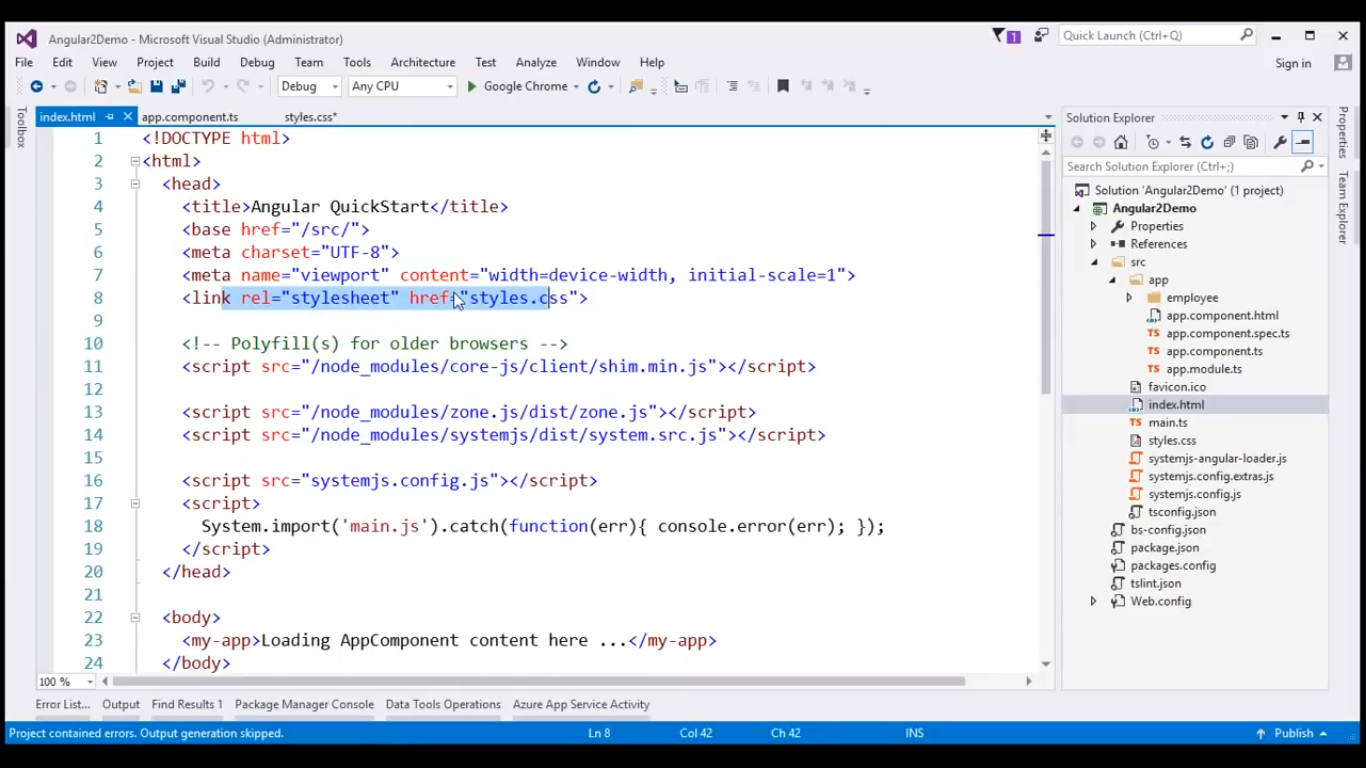 Angular2Demo - Microsoft Visual Studio (Administrator)
1
Quick Launch (Ctrl+Q)
File Edit View Project Build Debug Team Tools Architecture Test Analyze Window Help
Sign in
Debug Any CPU Google Chrome
Toolbox
index.html app.component.ts styles.css*
1 <!DOCTYPE html>
2 <html>
3 <head>
4 <title>Angular QuickStart</title>
5 <base href="/src/">
6 <meta charset="UTF-8">
7 <meta name="viewport" content="width=device-width, initial-scale=1">
8 <link rel="stylesheet" href="styles.css">
9
10 <!-- Polyfill(s) for older browsers -->
11 <script src="/node_modules/core-js/client/shim.min.js"></script>
12
13 <script src="/node_modules/zone.js/dist/zone.js"></script>
14 <script src="/node_modules/systemjs/dist/system.src.js"></script>
15
16 <script src="systemjs.config.js"></script>
17 <script>
18 System.import('main.js').catch(function(err){ console.error(err); });
19 </script>
20 </head>
21
22 <body>
23 <my-app>Loading AppComponent content here ...</my-app>
24 </body>
100 %
Solution Explorer
Search Solution Explorer (Ctrl+;)
Solution 'Angular2Demo' (1 project)
Angular2Demo
Properties
References
src
app
employee
app.component.html
app.component.spec.ts
app.component.ts
app.module.ts
favicon.ico
index.html
main.ts
styles.css
systemjs-angular-loader.js
systemjs.config.extras.js
systemjs.config.js
tsconfig.json
bs-config.json
package.json
packages.config
tslint.json
Web.config
Properties
Team Explorer
Error List... Output Find Results 1 Package Manager Console Data Tools Operations Azure App Service Activity
Project contained errors. Output generation skipped. Ln 8 Col 42 Ch 42 INS Publish